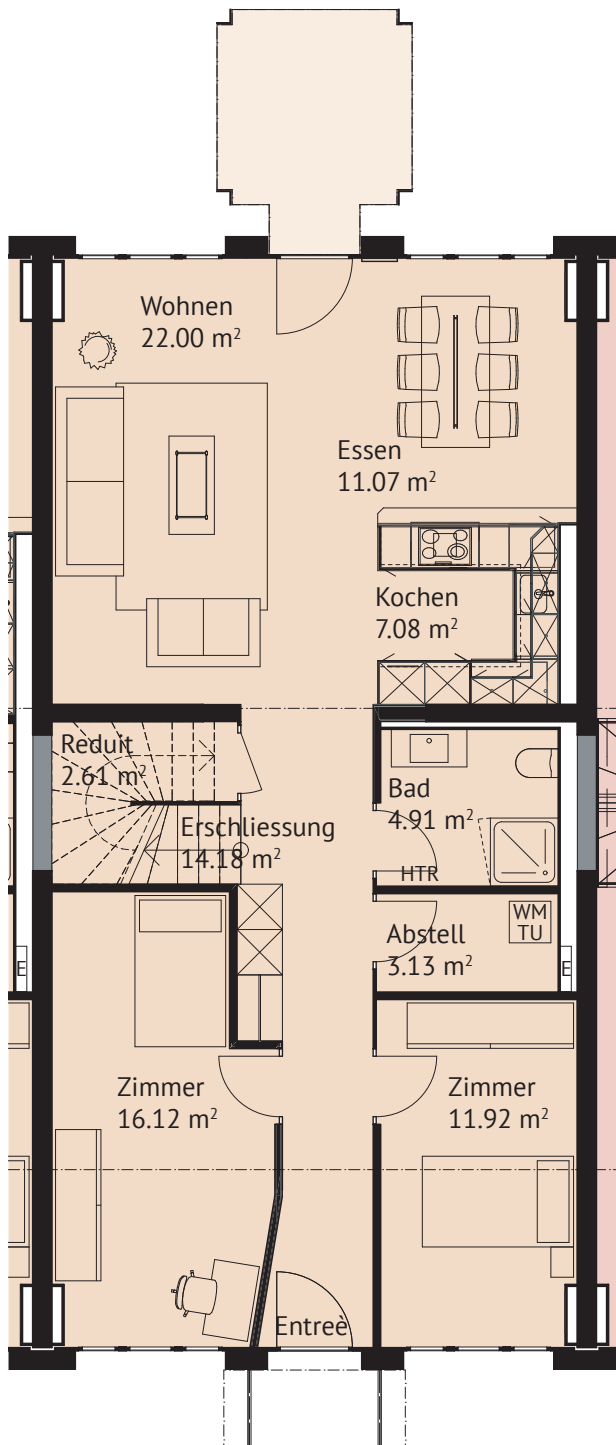 Wohnen
22.00 m²
Essen
11.07 m²
Kochen
7.08 m²
Reduit
2.61 m²
Erschliessung
14.18 m²
Bad
4.91 m²
HTR
Abstell
3.13 m²
WM
TU
E
E
Zimmer
16.12 m²
Zimmer
11.92 m²
Entreè